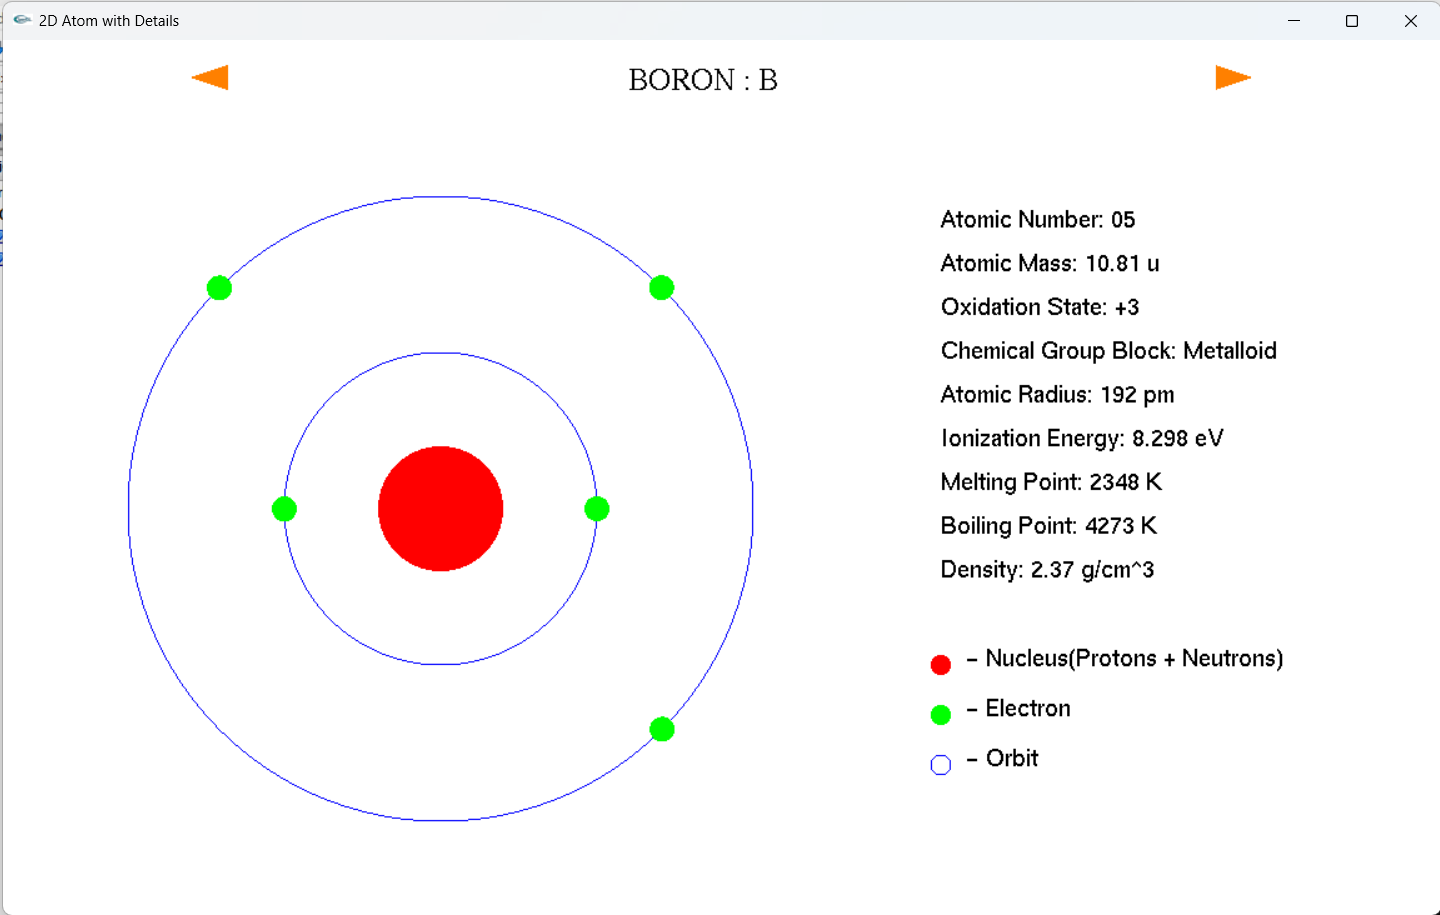 2D Atom with Details
BORON : B
Atomic Number: 05
Atomic Mass: 10.81 u
Oxidation State: +3
Chemical Group Block: Metalloid
Atomic Radius: 192 pm
Ionization Energy: 8.298 eV
Melting Point: 2348 K
Boiling Point: 4273 K
Density: 2.37 g/cm^3
- Nucleus(Protons + Neutrons)
- Electron
- Orbit